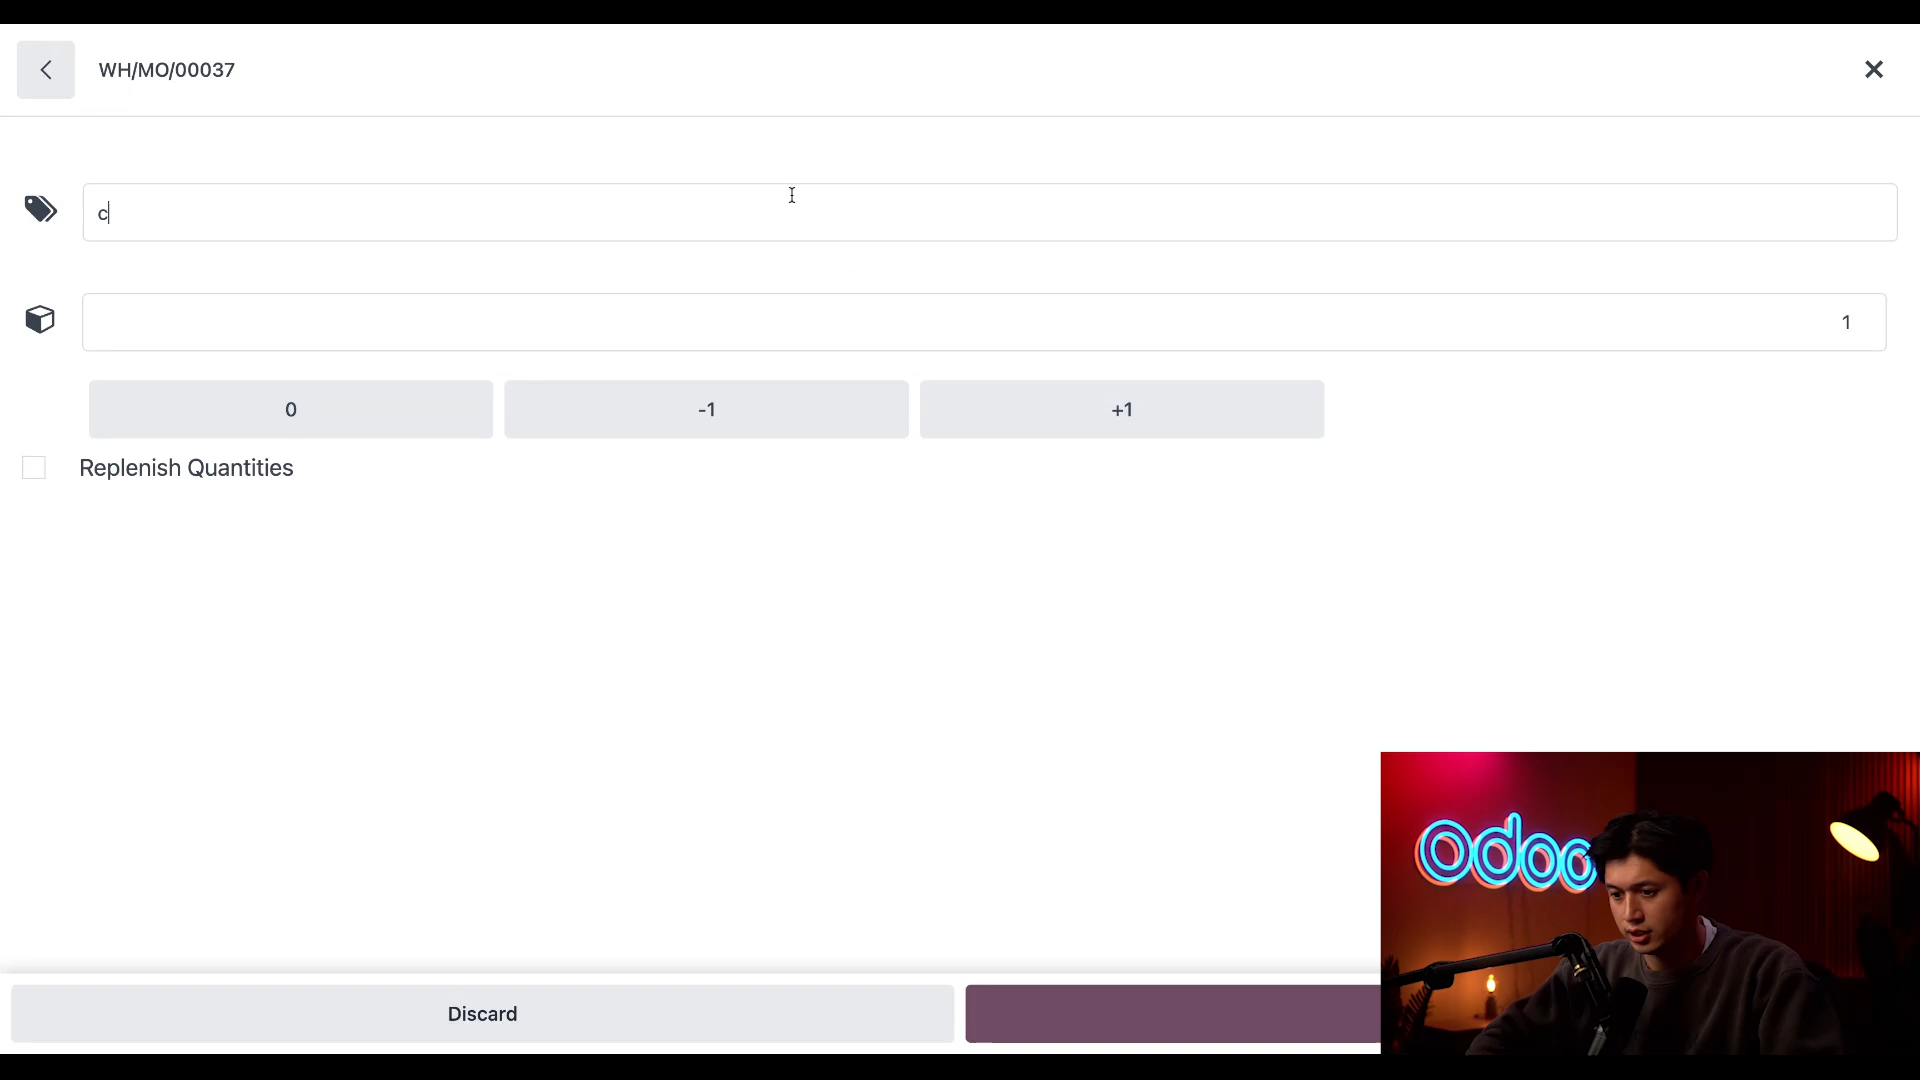 WH/MO/00037
c
1
0
-1
+1
Replenish Quantities
Discard
odoo